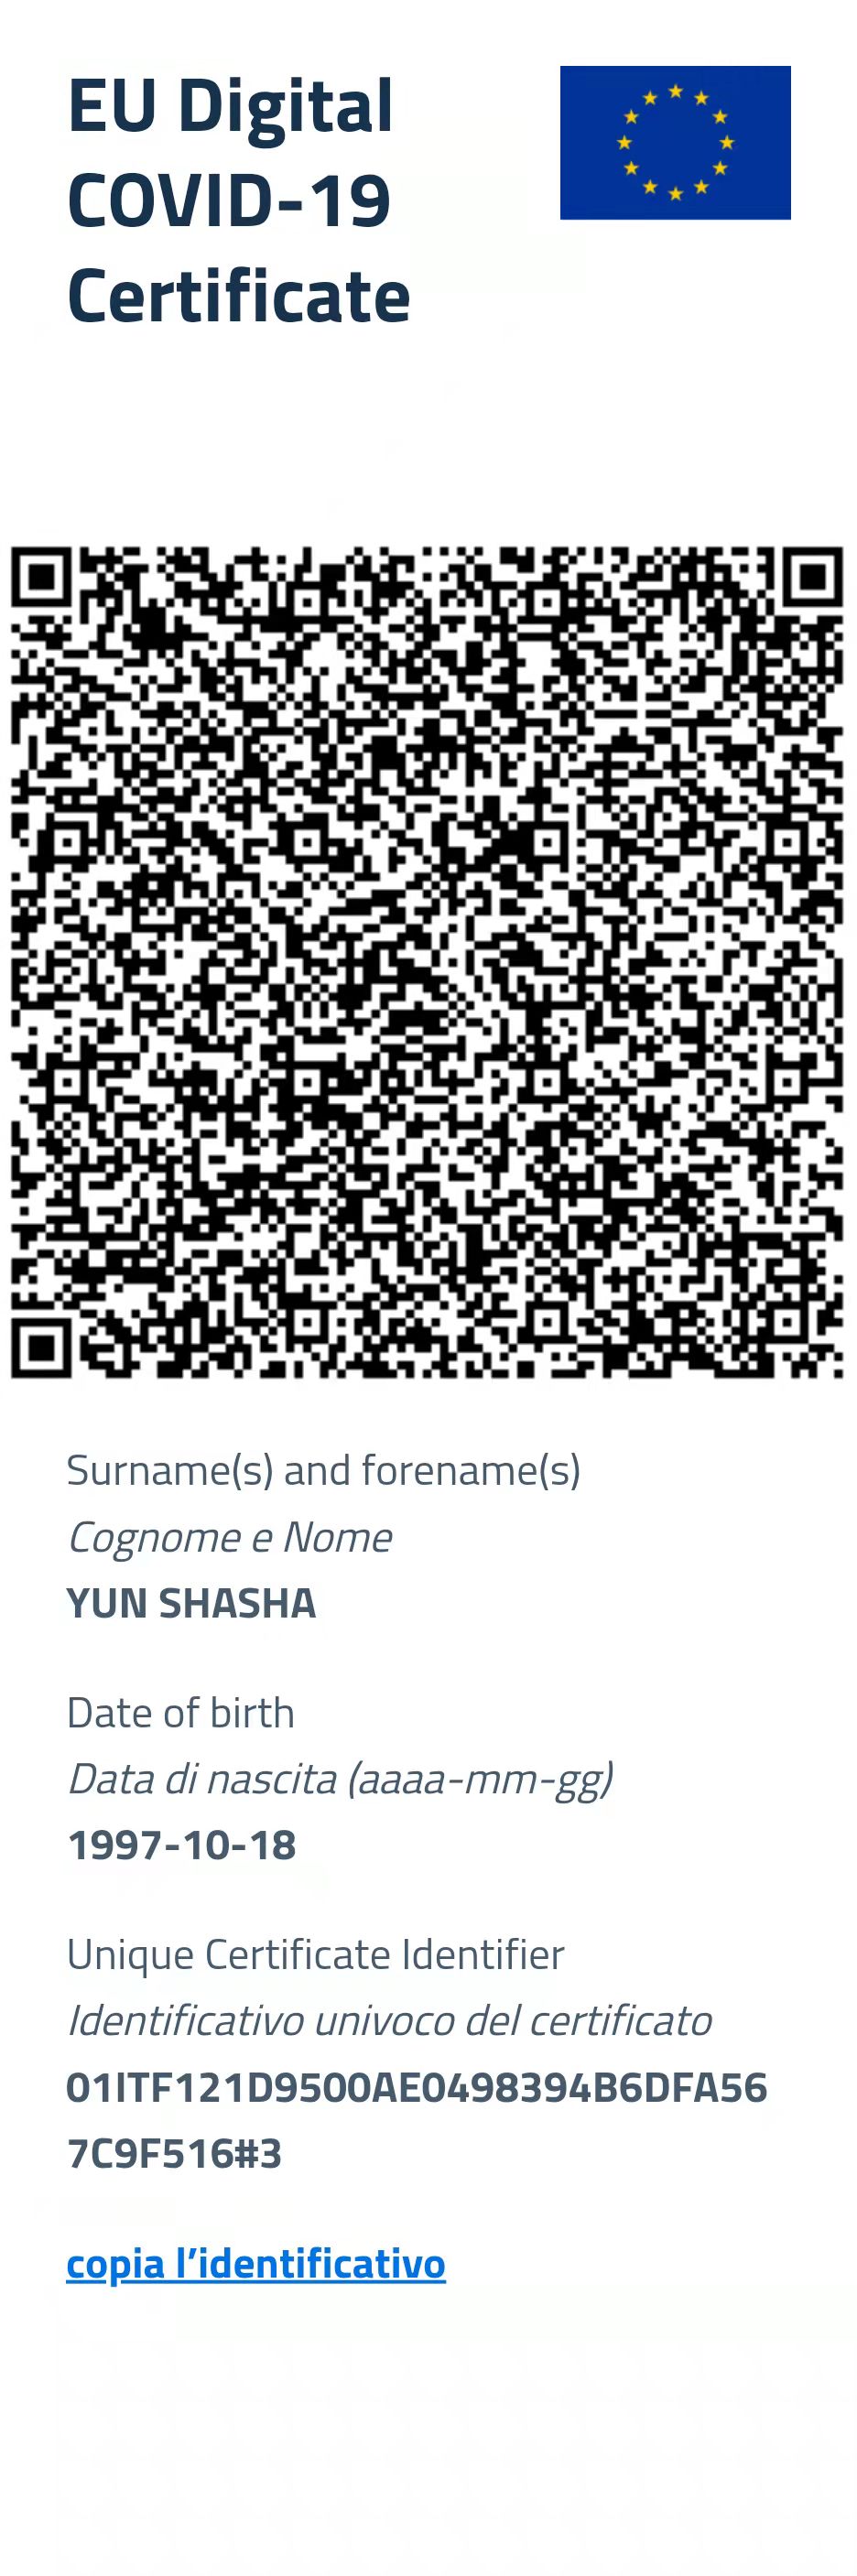 EU Digital
COVID-19
Certificate
Surname(s) and forename(s)
Cognome e Nome
YUN SHASHA
Date of birth
Data di nascita (aaaa-mm-gg)
1997-10-18
Unique Certificate Identifier
Identificativo univoco del certificato
01ITF121D9500AE0498394B6DFA56
7C9F516#3
copia l’identificativo